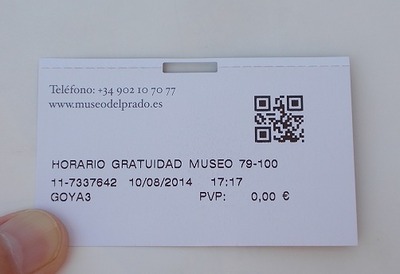 Teléfono: +34 902 10 70 77
www.museodelprado.es
HORARIO GRATUIDAD MUSEO 79-100
11-7337642 10/08/2014 17:17
GOYA3 PVP: 0,00 €